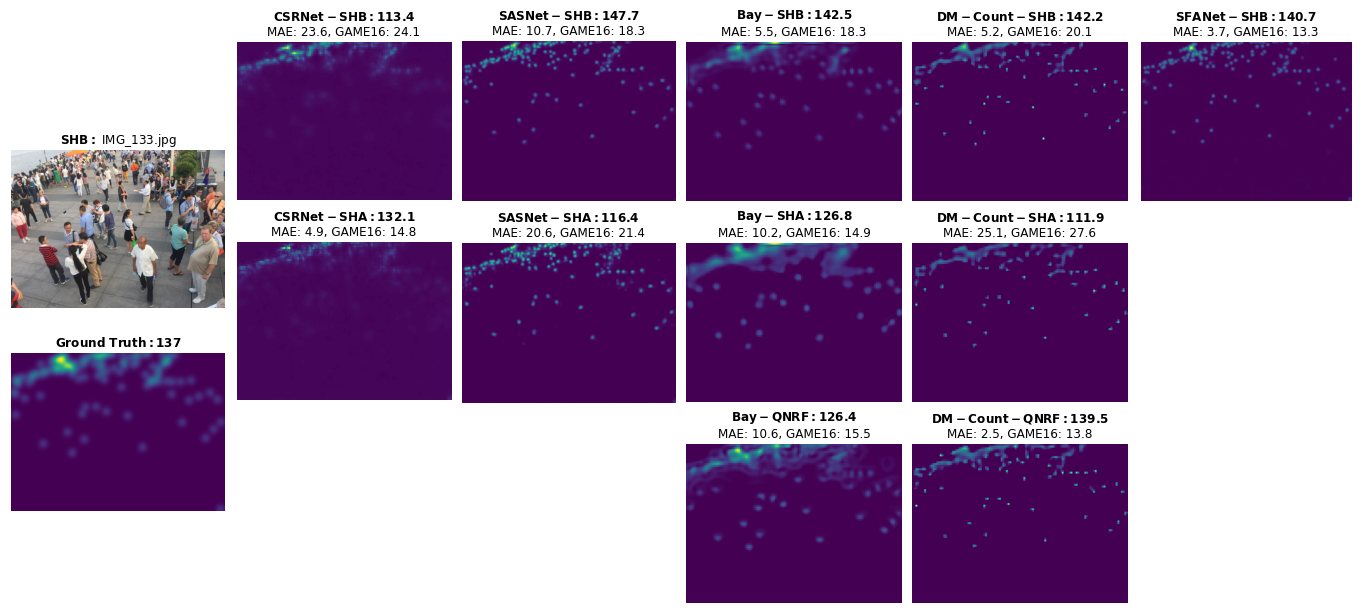 CSRNet − SHB : 113.4
MAE: 23.6, GAME16: 24.1
SASNet − SHB : 147.7
MAE: 10.7, GAME16: 18.3
Bay − SHB : 142.5
MAE: 5.5, GAME16: 18.3
DM − Count − SHB : 142.2
MAE: 5.2, GAME16: 20.1
SFANet − SHB : 140.7
MAE: 3.7, GAME16: 13.3
SHB : IMG_133.jpg
CSRNet − SHA : 132.1
MAE: 4.9, GAME16: 14.8
SASNet − SHA : 116.4
MAE: 20.6, GAME16: 21.4
Bay − SHA : 126.8
MAE: 10.2, GAME16: 14.9
DM − Count − SHA : 111.9
MAE: 25.1, GAME16: 27.6
Ground Truth : 137
Bay − QNRF : 126.4
MAE: 10.6, GAME16: 15.5
DM − Count − QNRF : 139.5
MAE: 2.5, GAME16: 13.8